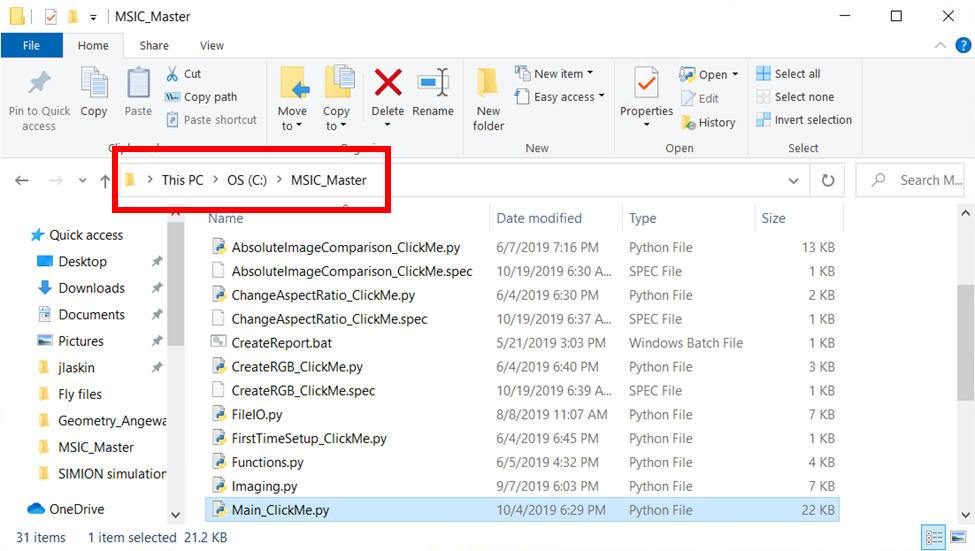 MSIC_Master
File Home Share View
Pin to Quick access
Copy
Paste
Cut
Copy path
Paste shortcut
Move to
Copy to
Delete
Rename
New folder
New item
Easy access
Properties
Open
Edit
History
Select all
Select none
Invert selection
New Open Select
This PC > OS (C:) > MSIC_Master
Search M...
Name Date modified Type Size
Quick access
Desktop
Downloads
Documents
Pictures
jlaskin
Fly files
Geometry_Angewa
MSIC_Master
SIMION simulation
OneDrive
AbsoluteImageComparison_ClickMe.py 6/7/2019 7:16 PM Python File 13 KB
AbsoluteImageComparison_ClickMe.spec 10/19/2019 6:30 A... SPEC File 1 KB
ChangeAspectRatio_ClickMe.py 6/4/2019 6:30 PM Python File 2 KB
ChangeAspectRatio_ClickMe.spec 10/19/2019 6:37 A... SPEC File 1 KB
CreateReport.bat 5/21/2019 3:03 PM Windows Batch File 1 KB
CreateRGB_ClickMe.py 6/4/2019 6:40 PM Python File 3 KB
CreateRGB_ClickMe.spec 10/19/2019 6:39 A... SPEC File 1 KB
FileIO.py 8/8/2019 11:07 AM Python File 7 KB
FirstTimeSetup_ClickMe.py 6/4/2019 6:45 PM Python File 1 KB
Functions.py 6/5/2019 4:32 PM Python File 4 KB
Imaging.py 9/7/2019 6:03 PM Python File 7 KB
Main_ClickMe.py 10/4/2019 6:29 PM Python File 22 KB
31 items 1 item selected 21.2 KB